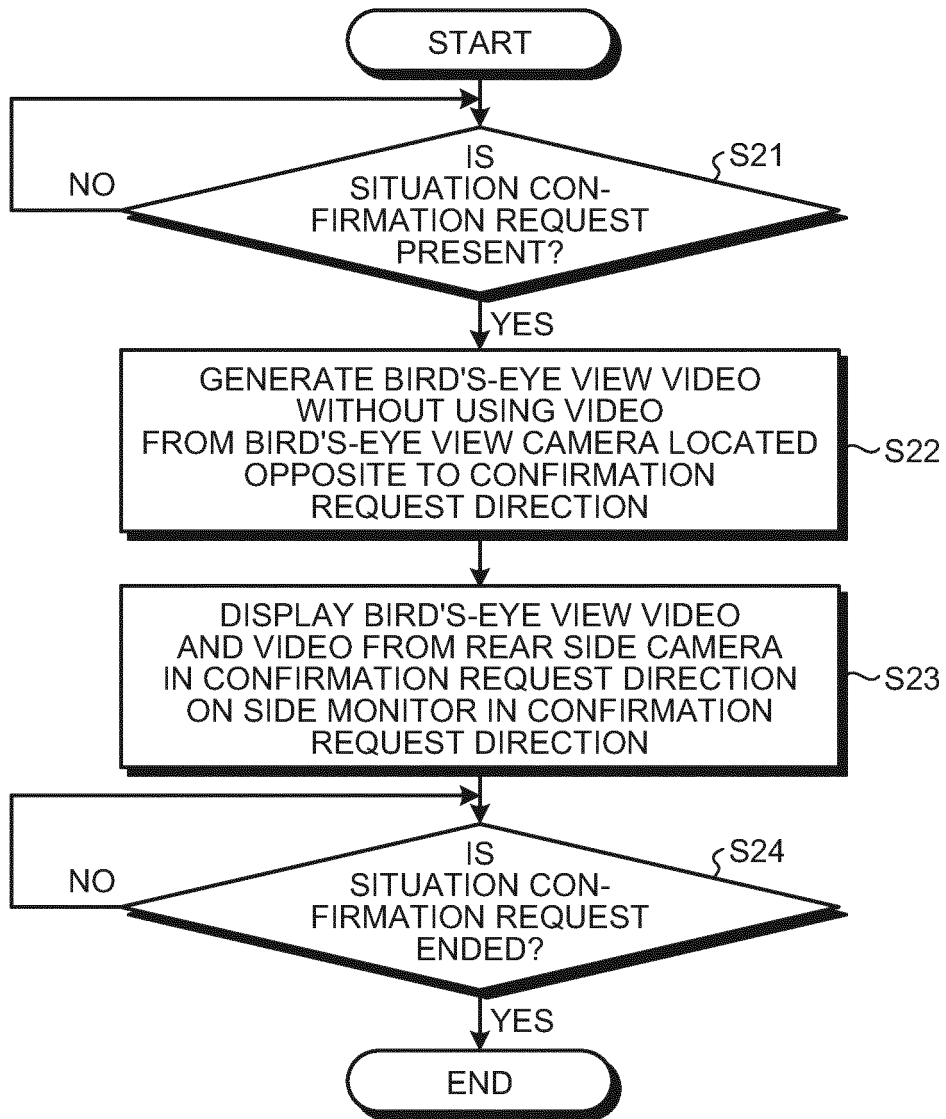 START
IS
SITUATION CON-
FIRMATION REQUEST
PRESENT?
S21
NO
YES
GENERATE BIRD'S-EYE VIEW VIDEO
WITHOUT USING VIDEO
FROM BIRD'S-EYE VIEW CAMERA LOCATED
OPPOSITE TO CONFIRMATION
REQUEST DIRECTION
S22
DISPLAY BIRD'S-EYE VIEW VIDEO
AND VIDEO FROM REAR SIDE CAMERA
IN CONFIRMATION REQUEST DIRECTION
ON SIDE MONITOR IN CONFIRMATION
REQUEST DIRECTION
S23
IS
SITUATION CON-
FIRMATION REQUEST
ENDED?
S24
NO
YES
END